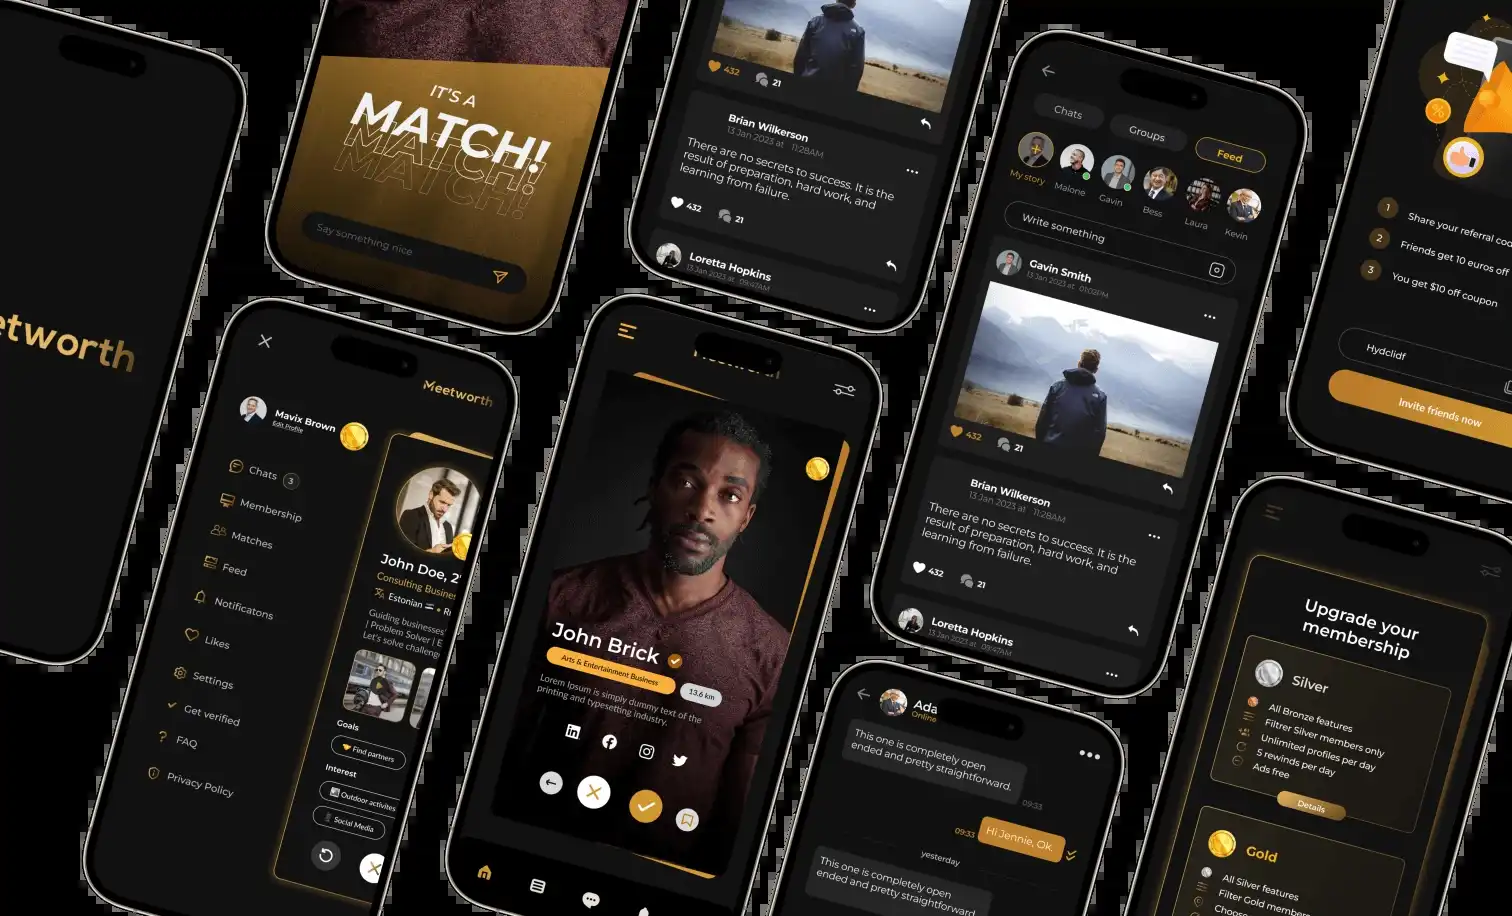 etworth
IT'S A
MATCH!
MATCH!
MATCH!
Say something nice
432
21
Brian Wilkerson
13 Jan 2023 at 11:28AM
There are no secrets to success. It is the
result of preparation, hard work, and
learning from failure.
432
21
Loretta Hopkins
13 Jan 2023 at 09:47AM
Chats
Groups
Feed
My story
Malone
Gavin
Bess
Laura
Kevin
Write something
Gavin Smith
13 Jan 2023 at 01:02PM
432
21
Brian Wilkerson
13 Jan 2023 at 11:28AM
There are no secrets to success. It is the
result of preparation, hard work, and
learning from failure.
432
21
Loretta Hopkins
13 Jan 2023 at 09:47AM
1 Share your referral cod
2 Friends get 10 euros off
3 You get $10 off coupon
Hydclidf
Invite friends now
Meetworth
Mavix Brown
Edit Profile
Chats 3
Membership
Matches
Feed
Notificatons
Likes
Settings
Get verified
FAQ
Privacy Policy
John Doe, 2
Consulting Busine
Estonian
Guiding businesses'
| Problem Solver | E
Let's solve challeng
Goals
Find partners
Interest
Outdoor activites
Social Media
Meetworth
John Brick
Arts & Entertainment Business
13.6 km
Lorem Ipsum is simply dummy text of the
printing and typesetting industry.
Ada
Online
This one is completely open
ended and pretty straightforward.
09:33
09:33 Hi Jennie, Ok.
yesterday
This one is completely open
ended and pretty straightforward
Upgrade your
membership
Silver
All Bronze features
Filtrer Silver members only
Unlimited profiles per day
5 rewinds per day
Ads free
Details
Gold
All Silver features
Filter Gold members
Choose